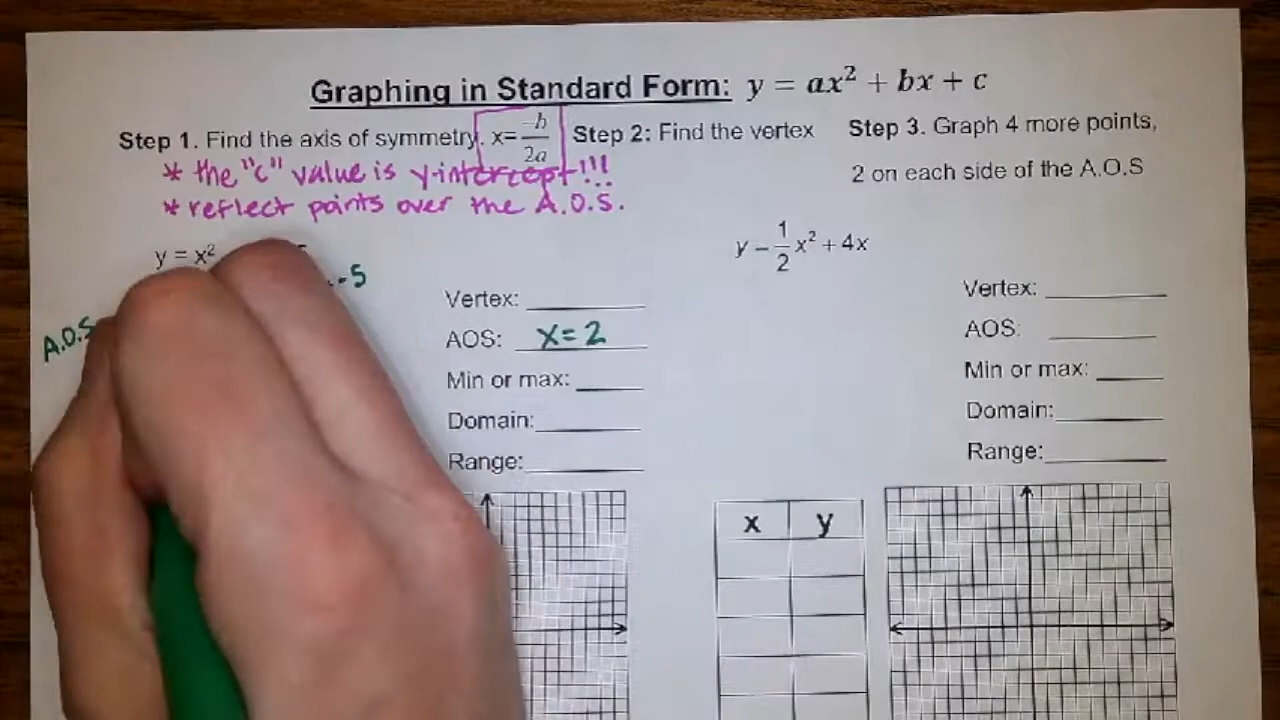 Graphing in Standard Form: y = ax² + bx + c
Step 1. Find the axis of symmetry. x= -b/2a
Step 2: Find the vertex
Step 3. Graph 4 more points,
2 on each side of the A.O.S
* the "c" value is y-intercept!!!
* reflect points over the A.O.S.
y = x²
-5
A.O.S
Vertex:
AOS: x=2
Min or max:
Domain:
Range:
y – 1/2 x² + 4x
Vertex:
AOS:
Min or max:
Domain:
Range:
x y